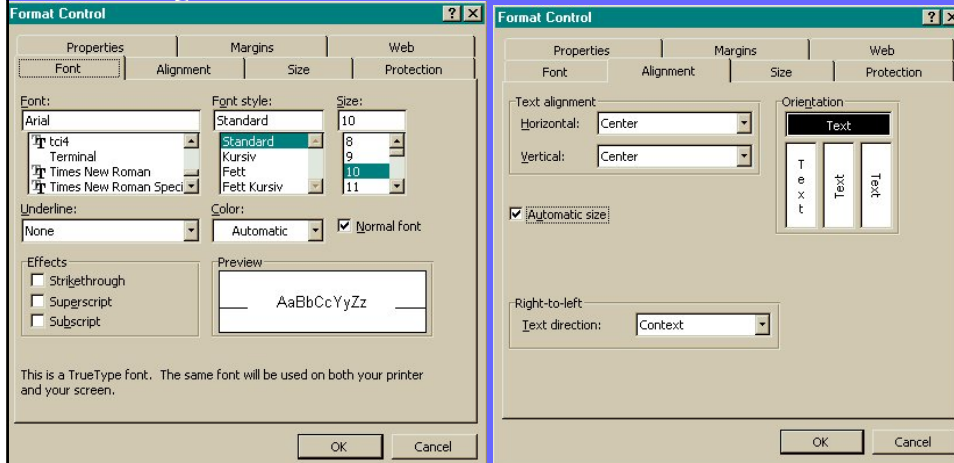 Format Control
Properties Margins Web
Font Alignment Size Protection
Font: Font style: Size:
Arial Standard 10
tci4 Standard 8
Terminal Kursiv 9
Times New Roman Fett 10
Times New Roman Speci Fett Kursiv 11
Underline: Color:
None Automatic Normal font
Effects Preview
Strikethrough
Superscript AaBbCcYyZz
Subscript
This is a TrueType font. The same font will be used on both your printer
and your screen.
OK Cancel
Format Control
Properties Margins Web
Font Alignment Size Protection
Text alignment Orientation
Horizontal: Center Text
Vertical: Center
Text Text Text
Automatic size
Right-to-left
Text direction: Context
OK Cancel